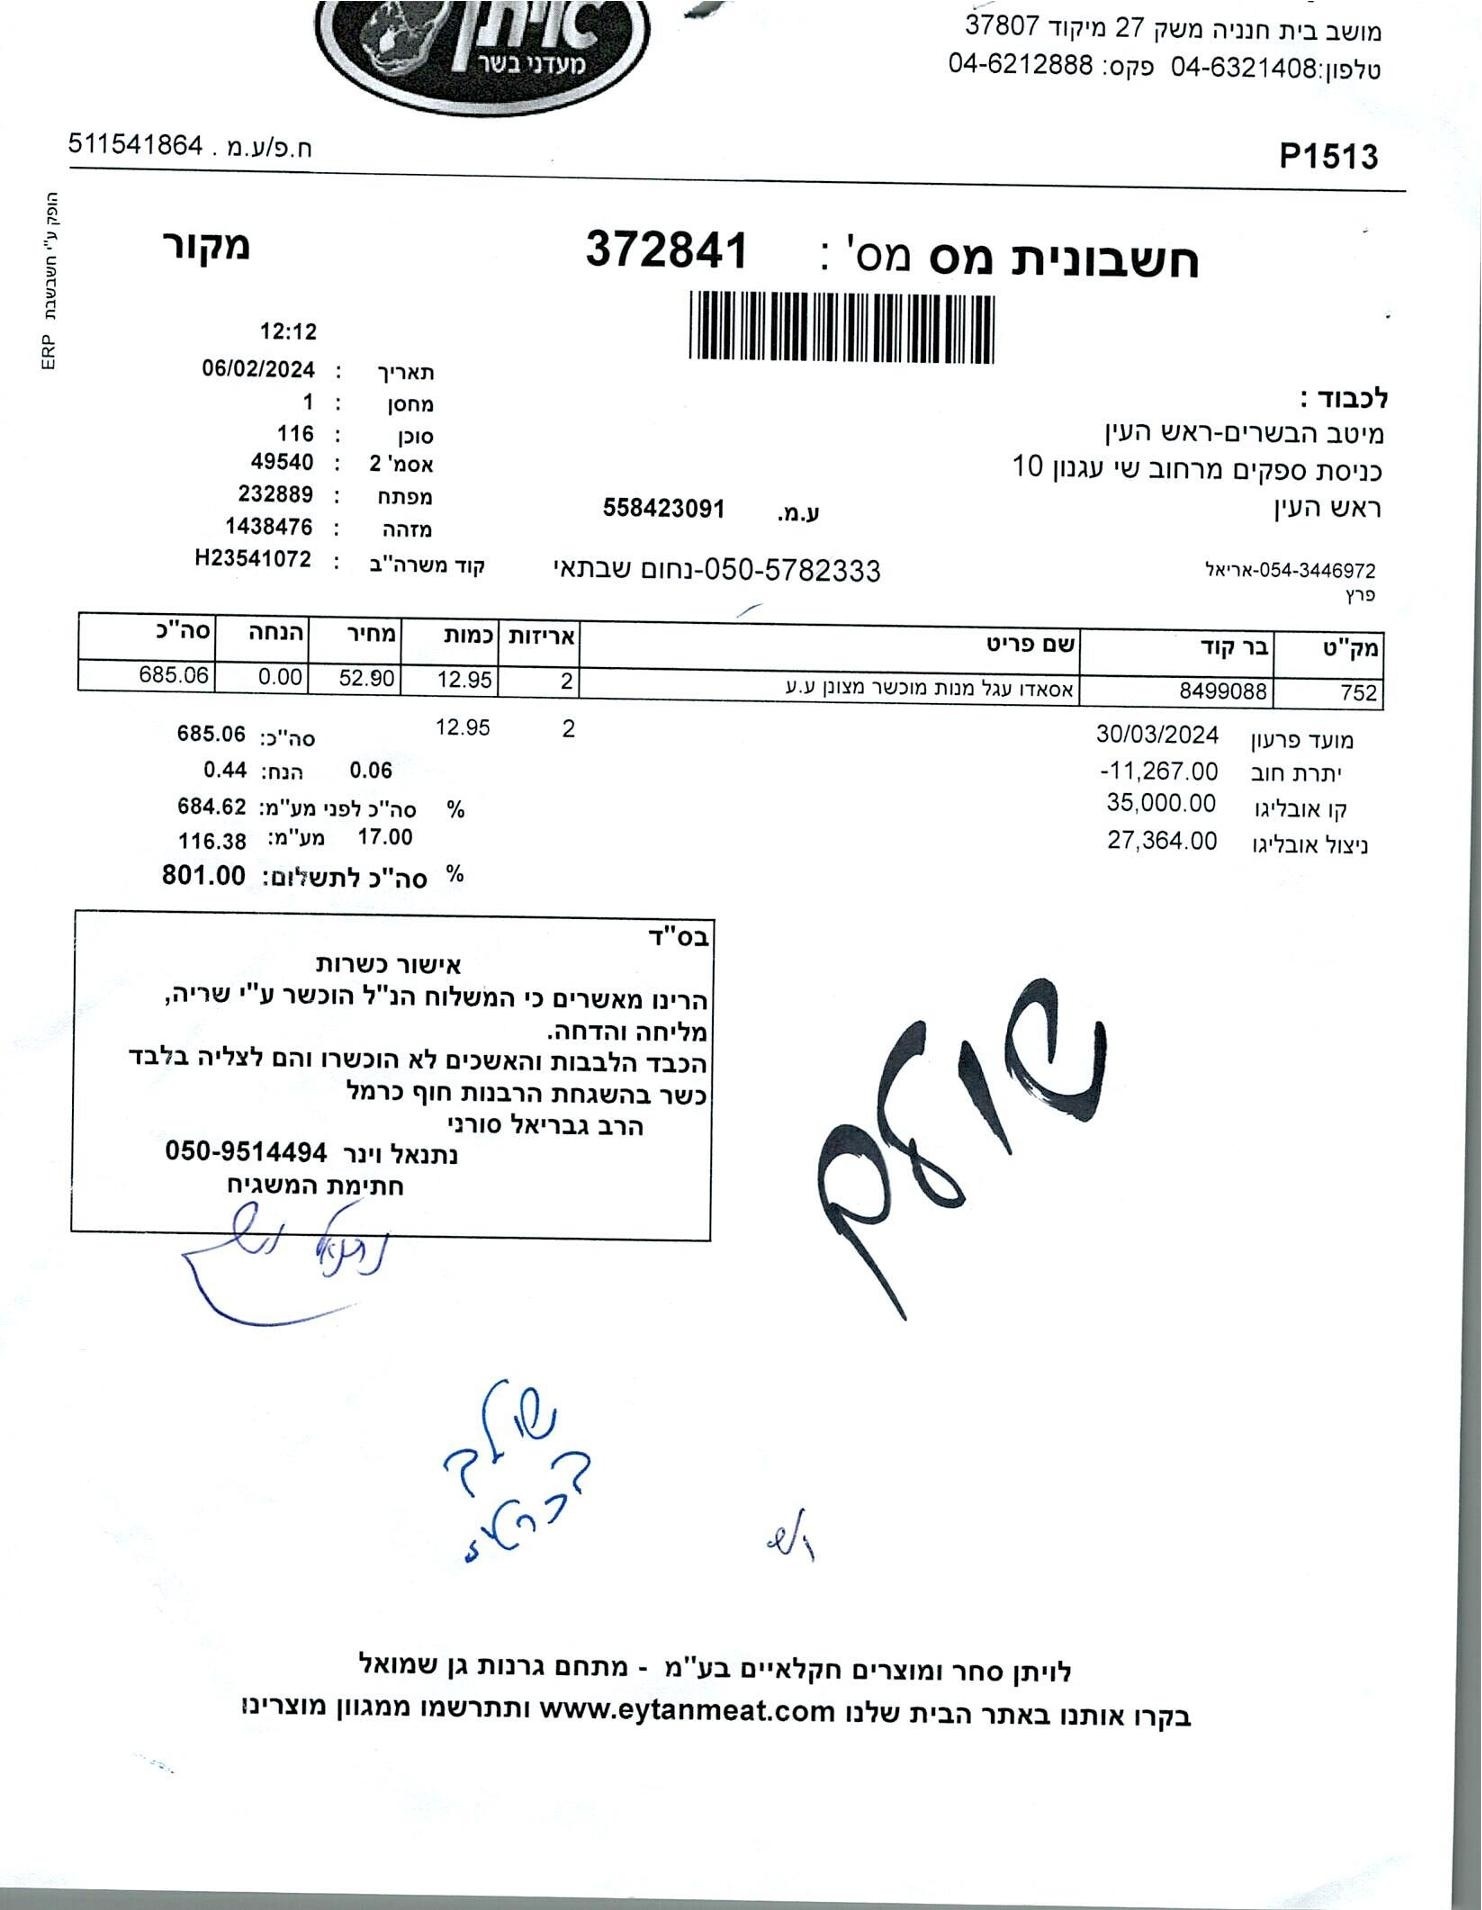 איתן
מעדני בשר
מושב בית חנניה משק 27 מיקוד 37807
טלפון:04-6321408 פקס: 04-6212888
ח.פ/ע.מ . 511541864
P1513
הופק ע"י חשבשבת ERP
חשבונית מס מס' : 372841
מקור
12:12
תאריך : 06/02/2024
מחסן : 1
סוכן : 116
אסמ' 2 : 49540
מפתח : 232889
מזהה : 1438476
קוד משרה"ב : H23541072
לכבוד :
מיטב הבשרים-ראש העין
כניסת ספקים מרחוב שי עגנון 10
ראש העין
ע.מ. 558423091
054-3446972-אריאל
פרץ
050-5782333-נחום שבתאי
מק"ט בר קוד שם פריט אריזות כמות מחיר הנחה סה"כ
752 8499088 אסאדו עגל מנות מוכשר מצונן ע.ע 2 12.95 52.90 0.00 685.06
2 12.95
מועד פרעון 30/03/2024
יתרת חוב -11,267.00
קו אובליגו 35,000.00
ניצול אובליגו 27,364.00
סה"כ: 685.06
0.06 הנח: 0.44
% סה"כ לפני מע"מ: 684.62
17.00 מע"מ: 116.38
% סה"כ לתשלום: 801.00
בס"ד
אישור כשרות
הרינו מאשרים כי המשלוח הנ"ל הוכשר ע"י שריה,
מליחה והדחה.
הכבד הלבבות והאשכים לא הוכשרו והם לצליה בלבד
כשר בהשגחת הרבנות חוף כרמל
הרב גבריאל סורני
נתנאל וינר 050-9514494
חתימת המשגיח
שולם
לויתן סחר ומוצרים חקלאיים בע"מ - מתחם גרנות גן שמואל
בקרו אותנו באתר הבית שלנו www.eytanmeat.com ותתרשמו ממגוון מוצרינו